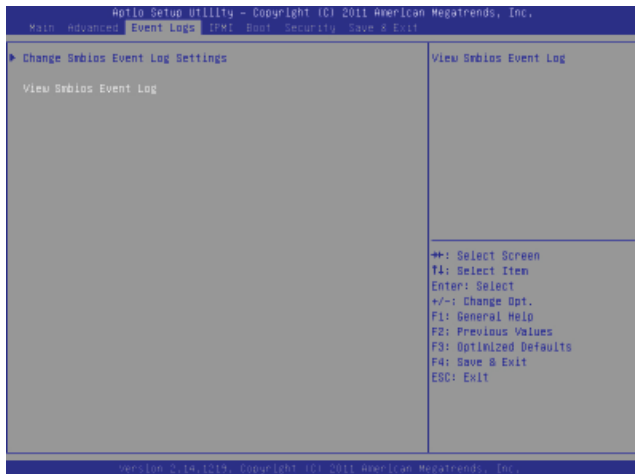 Aptio Setup Utility - Copyright (C) 2011 American Megatrends, Inc.
Main Advanced Event Logs IPMI Boot Security Save & Exit
▶ Change Smbios Event Log Settings
View Smbios Event Log
View Smbios Event Log
→←: Select Screen
↑↓: Select Item
Enter: Select
+/-: Change Opt.
F1: General Help
F2: Previous Values
F3: Optimized Defaults
F4: Save & Exit
ESC: Exit
Version 2.14.1219. Copyright (C) 2011 American Megatrends, Inc.